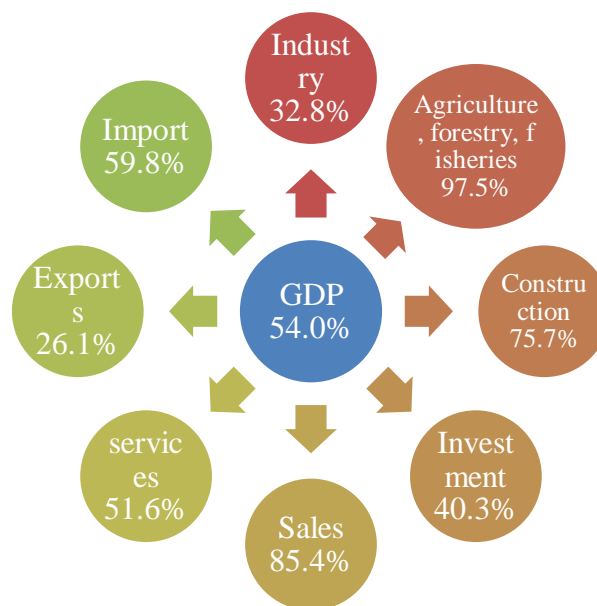 Indust
ry
32.8%
Agriculture
, forestry, f
isheries
97.5%
Constru
ction
75.7%
Invest
ment
40.3%
Sales
85.4%
servic
es
51.6%
Export
s
26.1%
Import
59.8%
GDP
54.0%